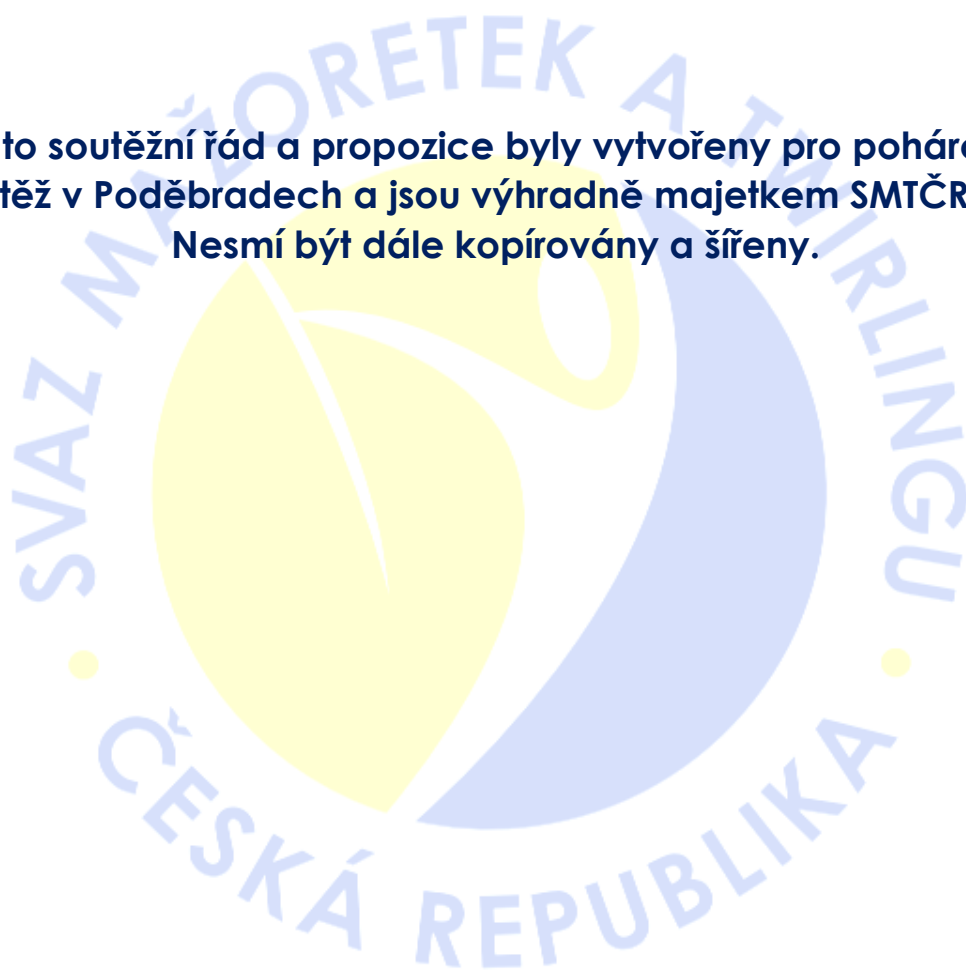 to soutěžní řád a propozice byly vytvořeny pro pohár
těž v Poděbradech a jsou výhradně majetkem SMTČR
Nesmí být dále kopírovány a šířeny.
SVAZ MAŽORETEK A TWIRLINGU
ČESKÁ REPUBLIKA